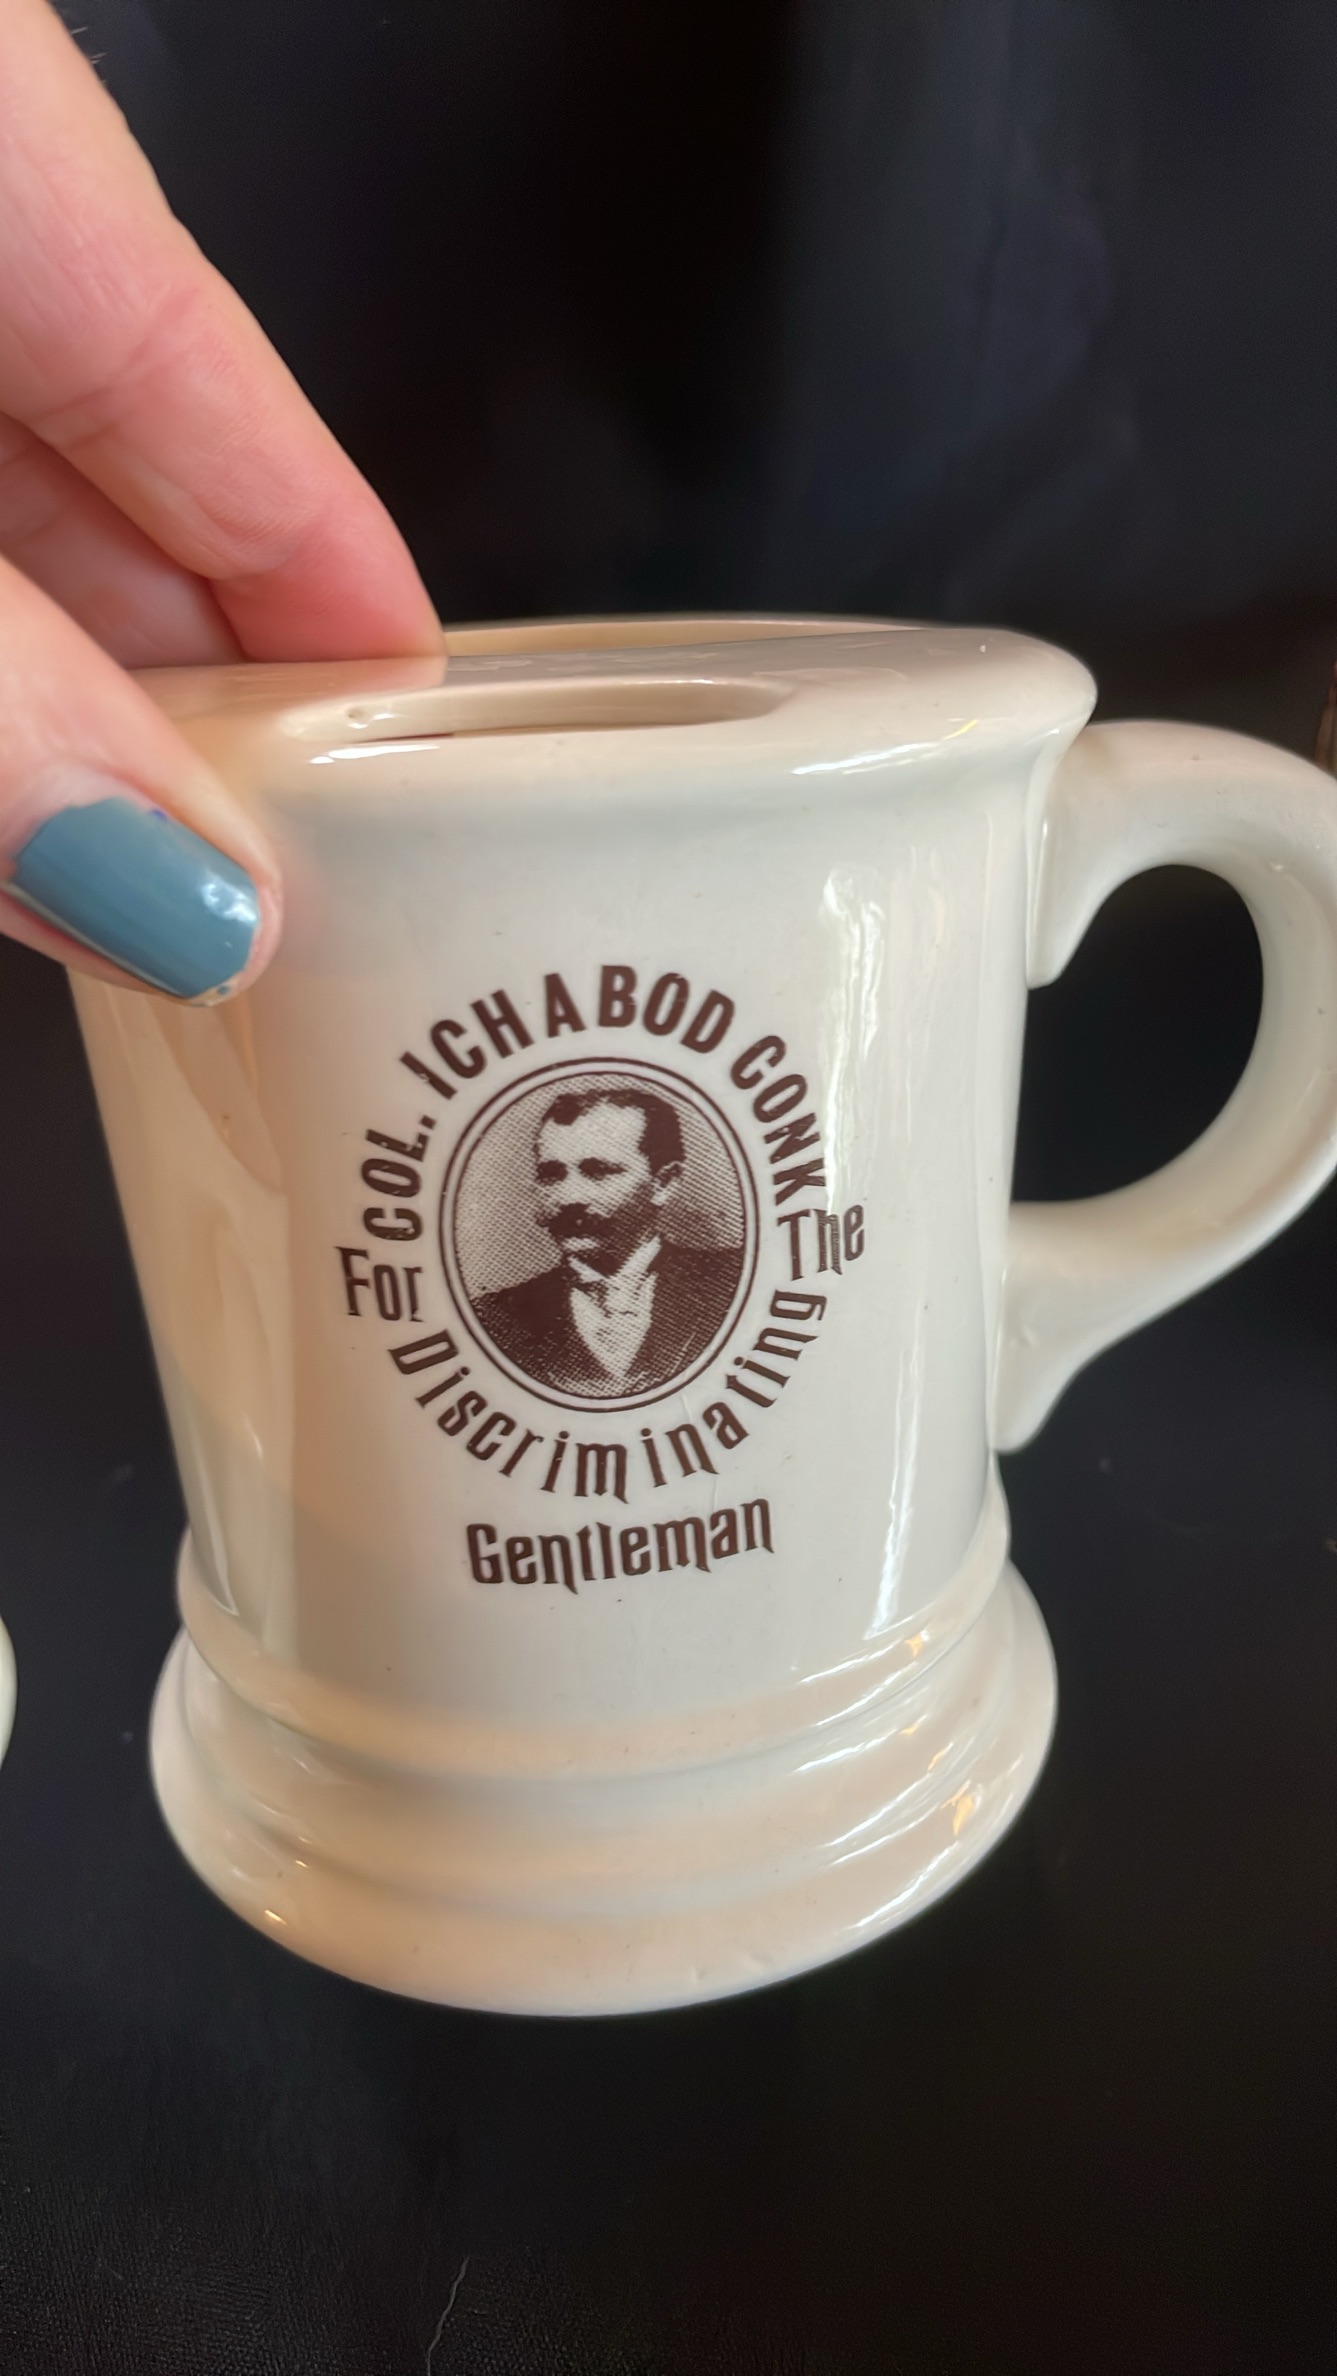 COL. ICHABOD CONK
For The
Discriminating
Gentleman